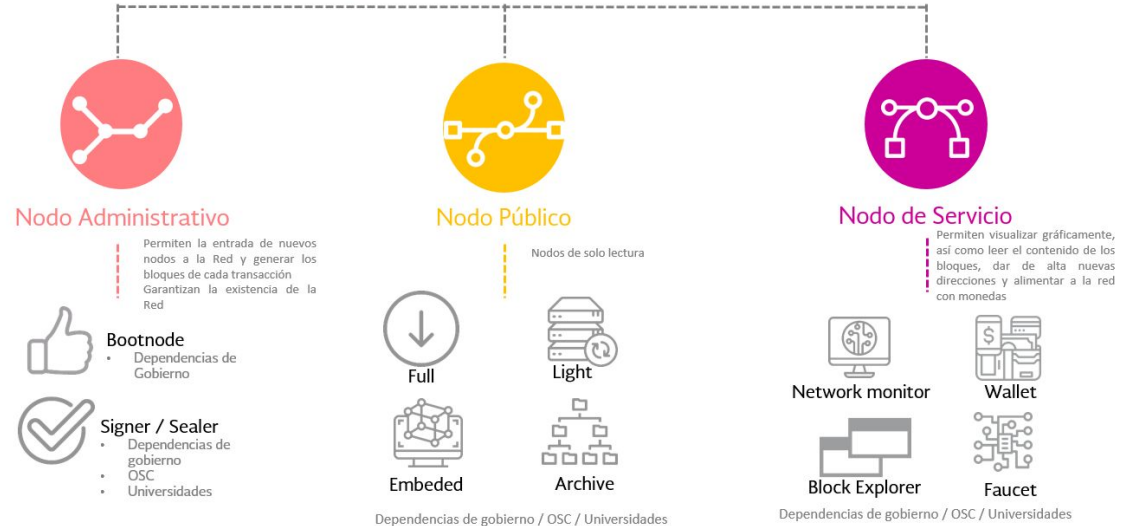 Nodo Administrativo
Permiten la entrada de nuevos
nodos a la Red y generar los
bloques de cada transacción
Garantizan la existencia de la
Red
Bootnode
• Dependencias de
Gobierno
Signer / Sealer
• Dependencias de
gobierno
• OSC
• Universidades
Nodo Público
Nodos de solo lectura
Full
Light
Embeded
Archive
Dependencias de gobierno / OSC / Universidades
Nodo de Servicio
Permiten visualizar gráficamente,
así como leer el contenido de los
bloques, dar de alta nuevas
direcciones y alimentar a la red
con monedas
$
Network monitor
Wallet
Block Explorer
Faucet
Dependencias de gobierno / OSC / Universidades